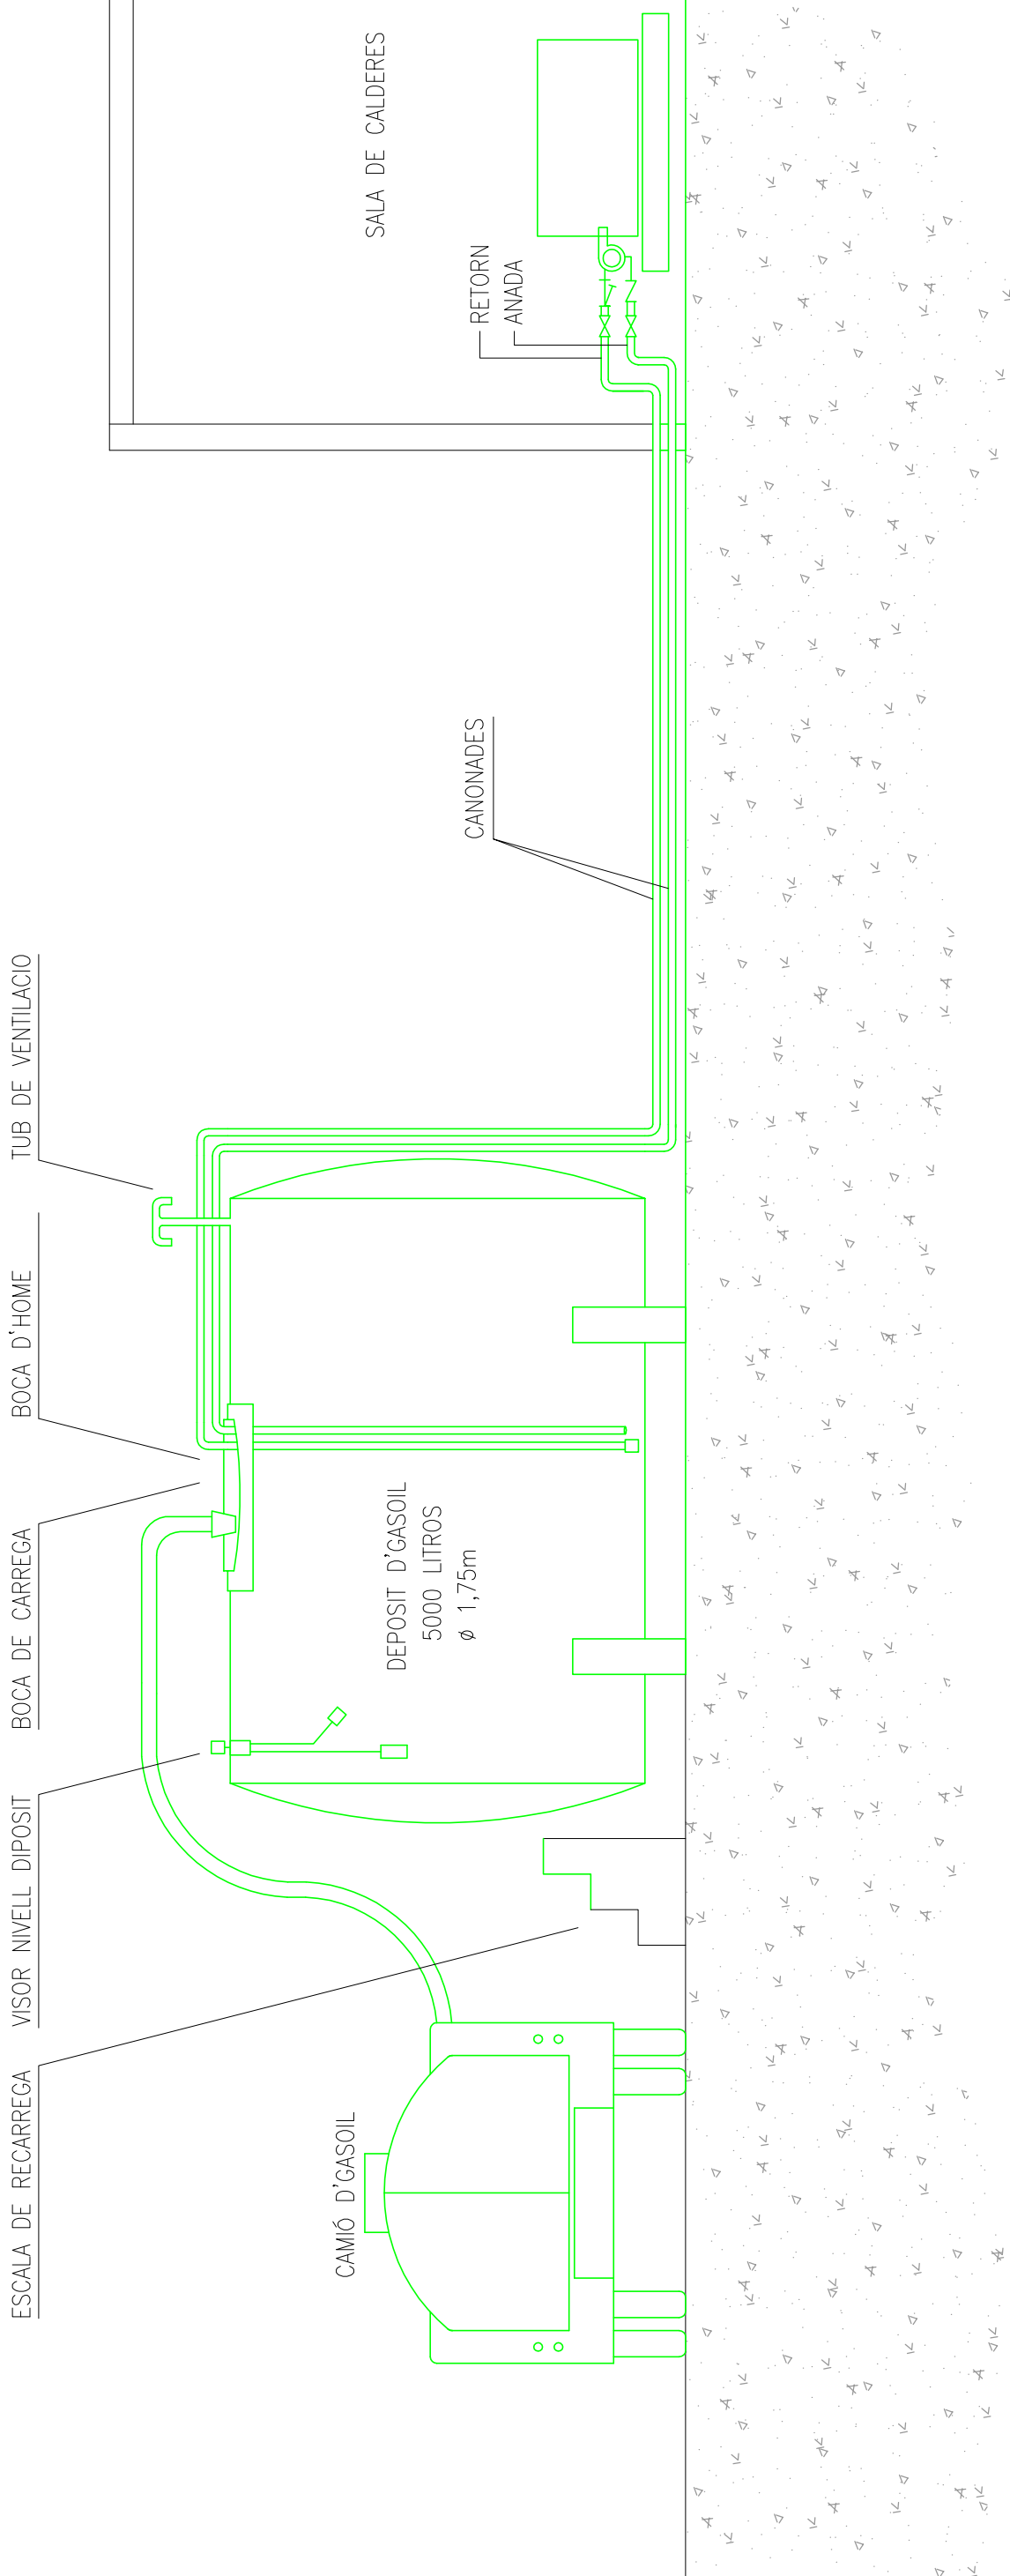 ESCALA DE RECARREGA
VISOR NIVELL DIPOSIT
BOCA DE CARREGA
BOCA D'HOME
TUB DE VENTILACIO
CAMIÓ D'GASOIL
DEPOSIT D'GASOIL
5000 LITROS
ø 1,75m
CANONADES
RETORN
ANADA
SALA DE CALDERES